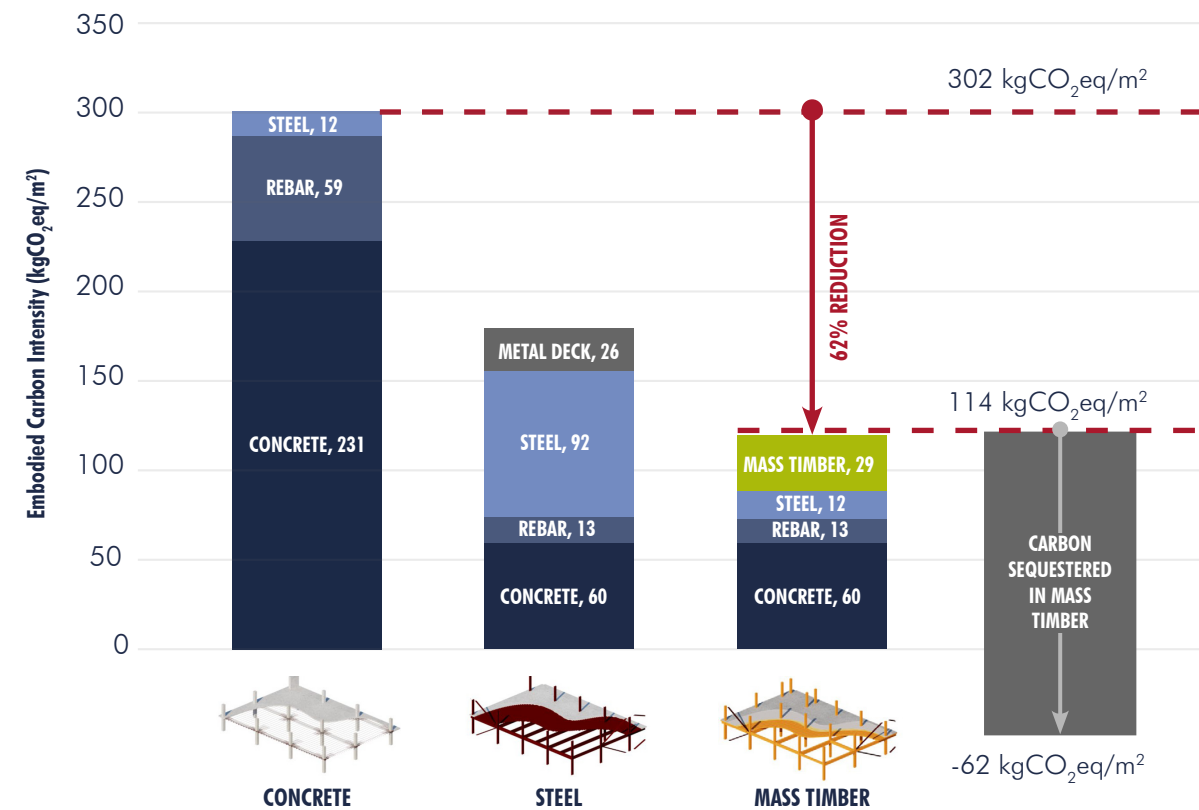 350
300
250
200
150
100
50
0
Embodied Carbon Intensity (kgCO₂eq/m²)
STEEL, 12
REBAR, 59
CONCRETE, 231
METAL DECK, 26
STEEL, 92
REBAR, 13
CONCRETE, 60
MASS TIMBER, 29
STEEL, 12
REBAR, 13
CONCRETE, 60
302 kgCO₂eq/m²
62% REDUCTION
114 kgCO₂eq/m²
CARBON
SEQUESTERED
IN MASS
TIMBER
-62 kgCO₂eq/m²
CONCRETE
STEEL
MASS TIMBER